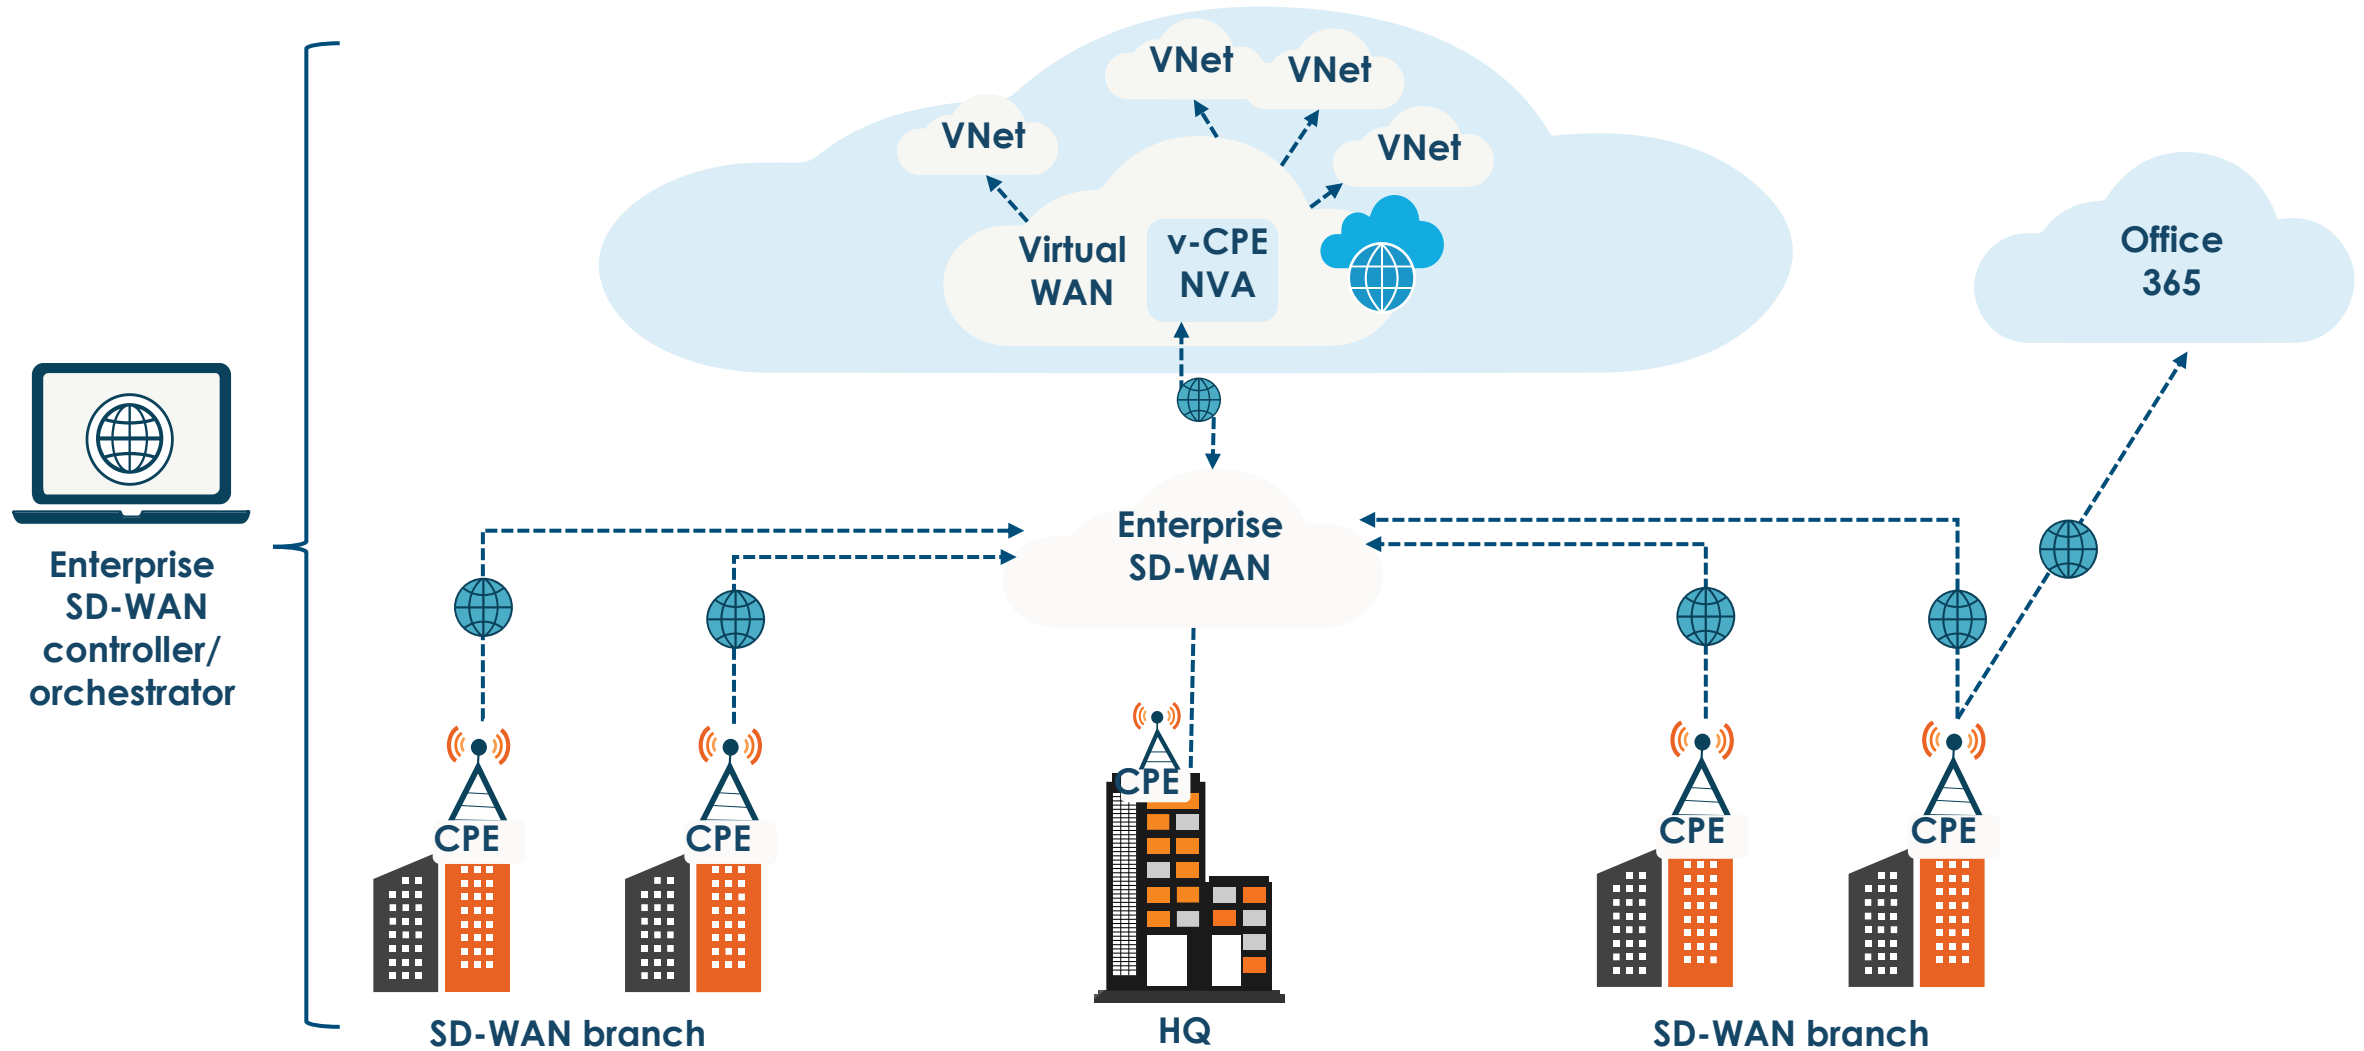 VNet
VNet
VNet
VNet
Virtual
WAN
v-CPE
NVA
Office
365
Enterprise
SD-WAN
Enterprise
SD-WAN
controller/
orchestrator
CPE
CPE
CPE
CPE
CPE
SD-WAN branch
HQ
SD-WAN branch